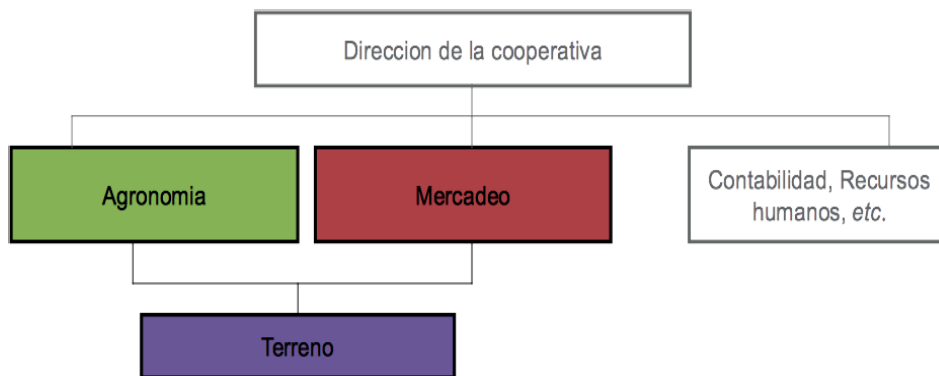 Direccion de la cooperativa
Agronomia
Mercadeo
Contabilidad, Recursos
humanos, etc.
Terreno